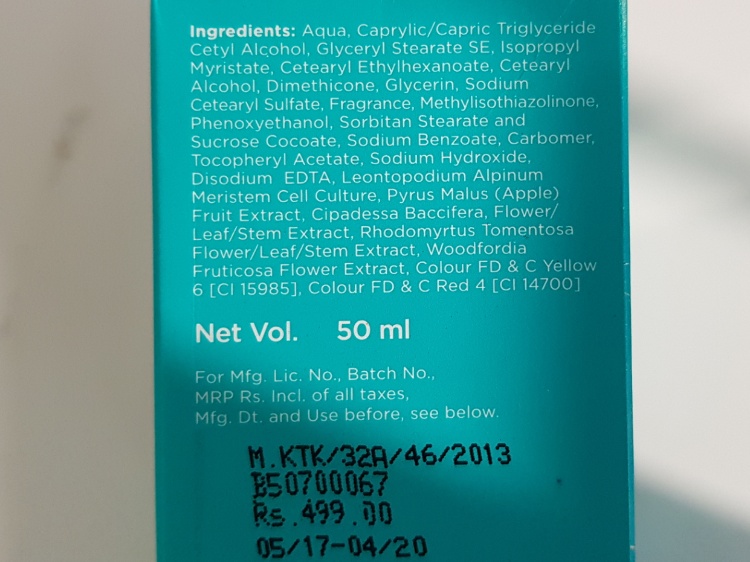 Ingredients: Aqua, Caprylic/Capric Triglyceride
Cetyl Alcohol, Glyceryl Stearate SE, Isopropyl
Myristate, Cetearyl Ethylhexanoate, Cetearyl
Alcohol, Dimethicone, Glycerin, Sodium
Cetearyl Sulfate, Fragrance, Methylisothiazolinone,
Phenoxyethanol, Sorbitan Stearate and
Sucrose Cocoate, Sodium Benzoate, Carbomer,
Tocopheryl Acetate, Sodium Hydroxide,
Disodium EDTA, Leontopodium Alpinum
Meristem Cell Culture, Pyrus Malus (Apple)
Fruit Extract, Cipadessa Baccifera, Flower/
Leaf/Stem Extract, Rhodomyrtus Tomentosa
Flower/Leaf/Stem Extract, Woodfordia
Fruticosa Flower Extract, Colour FD & C Yellow
6 [CI 15985], Colour FD & C Red 4 [CI 14700]
Net Vol. 50 ml
For Mfg. Lic. No., Batch No.,
MRP Rs. Incl. of all taxes,
Mfg. Dt. and Use before, see below.
M.KTK/32A/46/2013
B50700067
Rs.499.00
05/17-04/20